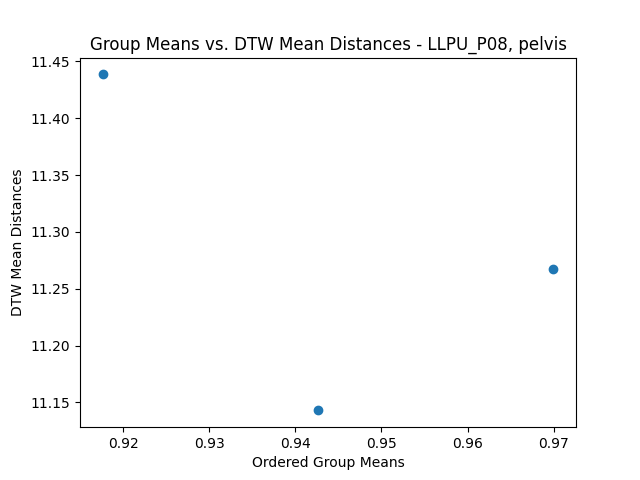 Group Means vs. DTW Mean Distances - LLPU_P08, pelvis
11.45
11.40
11.35
11.30
11.25
11.20
11.15
DTW Mean Distances
0.92 0.93 0.94 0.95 0.96 0.97
Ordered Group Means